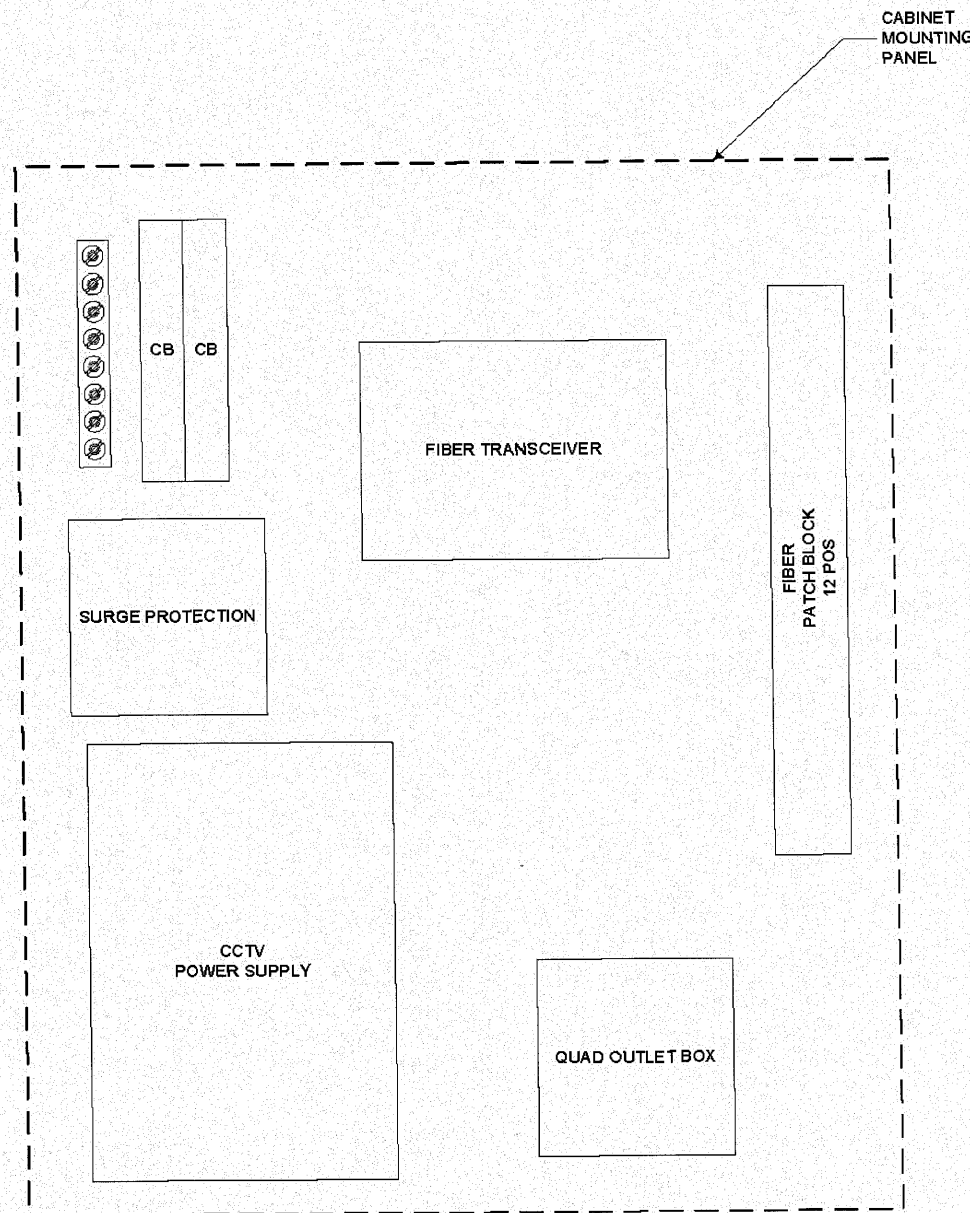 CABINET
MOUNTING
PANEL
CB CB
FIBER TRANSCEIVER
FIBER
PATCH BLOCK
12 POS
SURGE PROTECTION
CCTV
POWER SUPPLY
QUAD OUTLET BOX